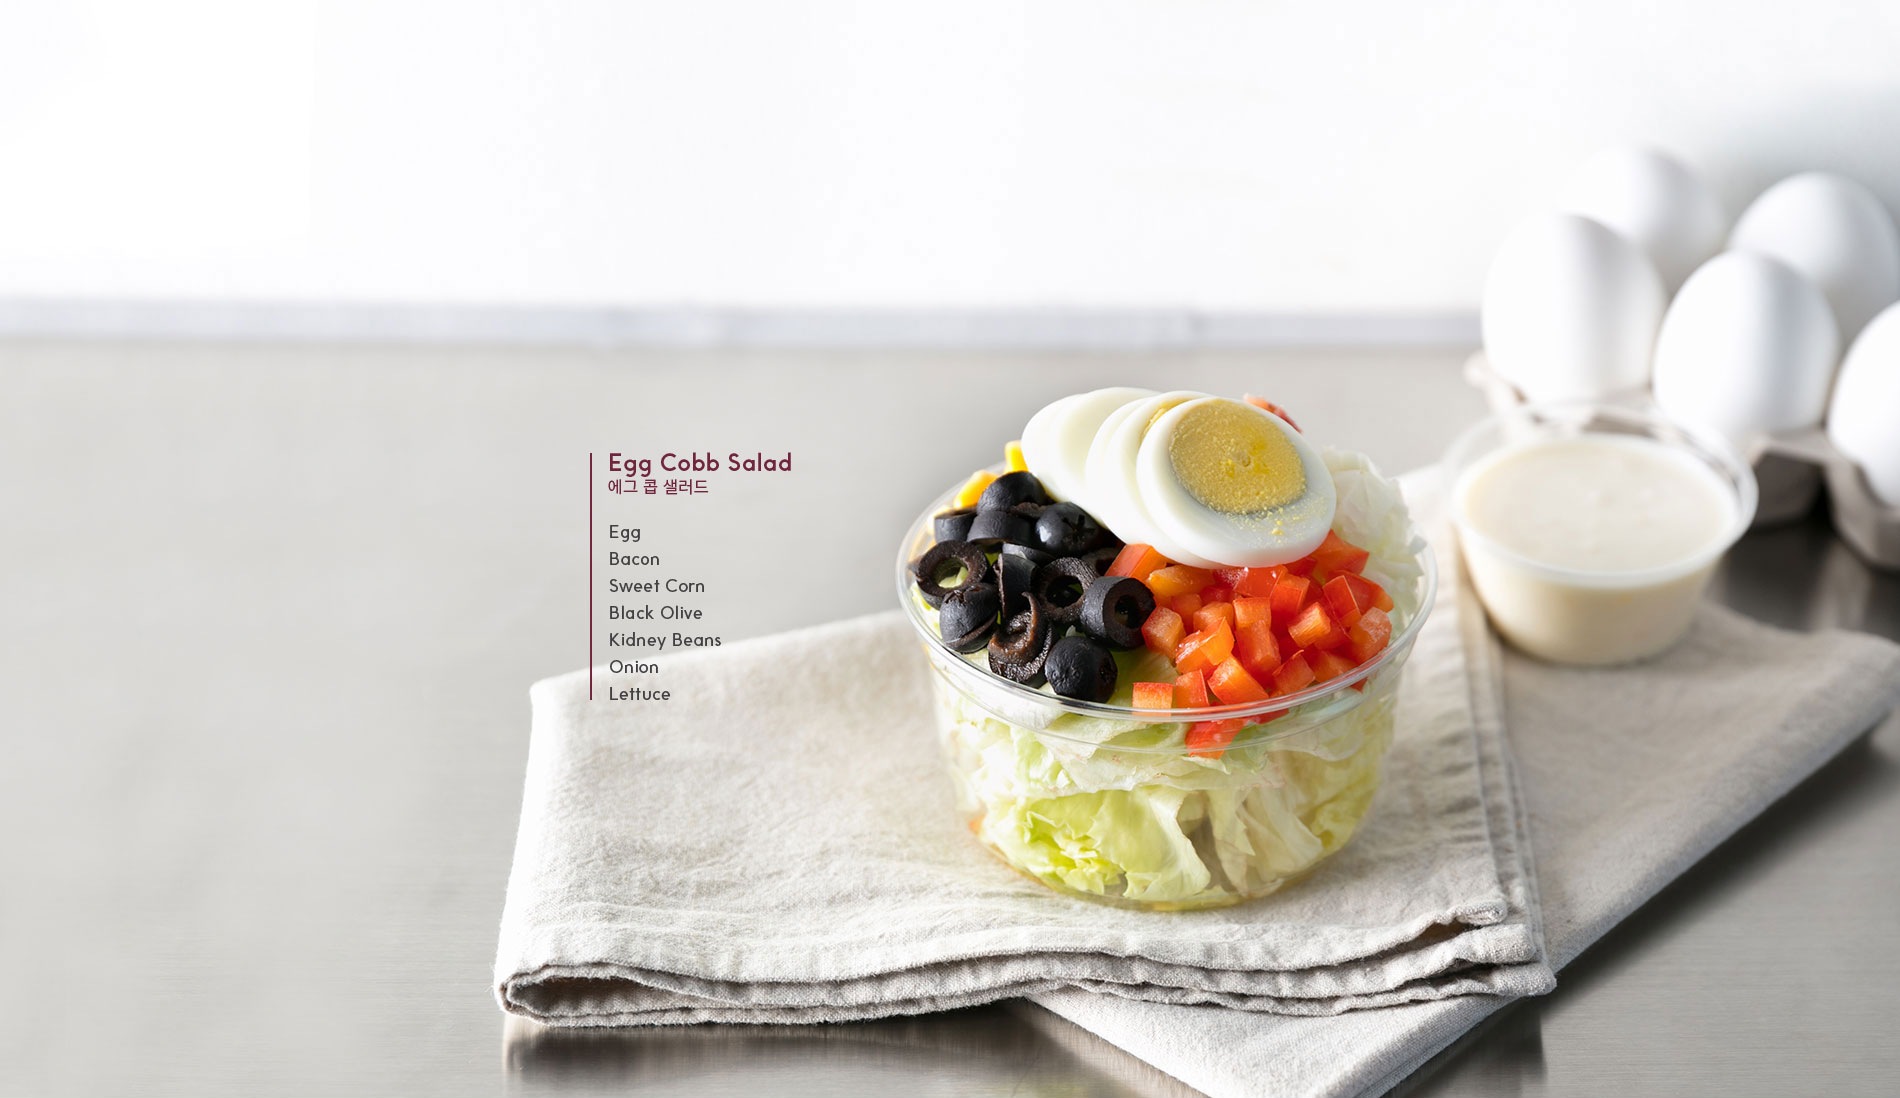 Egg Cobb Salad
에그 콥 샐러드
Egg
Bacon
Sweet Corn
Black Olive
Kidney Beans
Onion
Lettuce